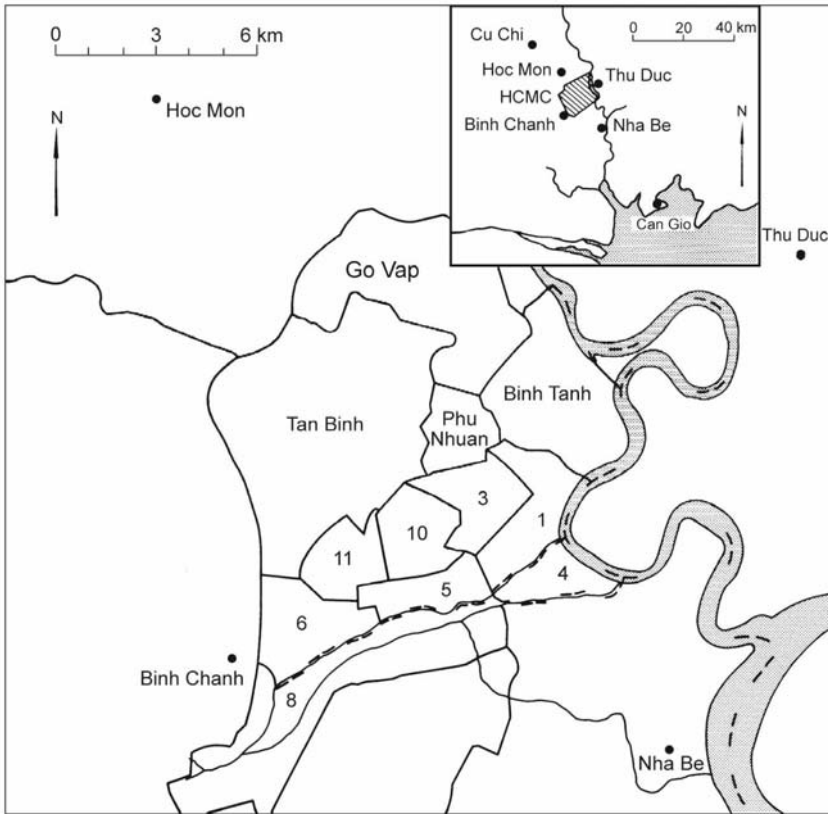 0 3 6 km
N
Hoc Mon
0 20 40 km
Cu Chi
Hoc Mon
Thu Duc
HCMC
Binh Chanh
Nha Be
N
Can Gio
Thu Duc
Go Vap
Binh Tanh
Tan Binh
Phu
Nhuan
3
1
10
11
4
5
6
Binh Chanh
8
Nha Be